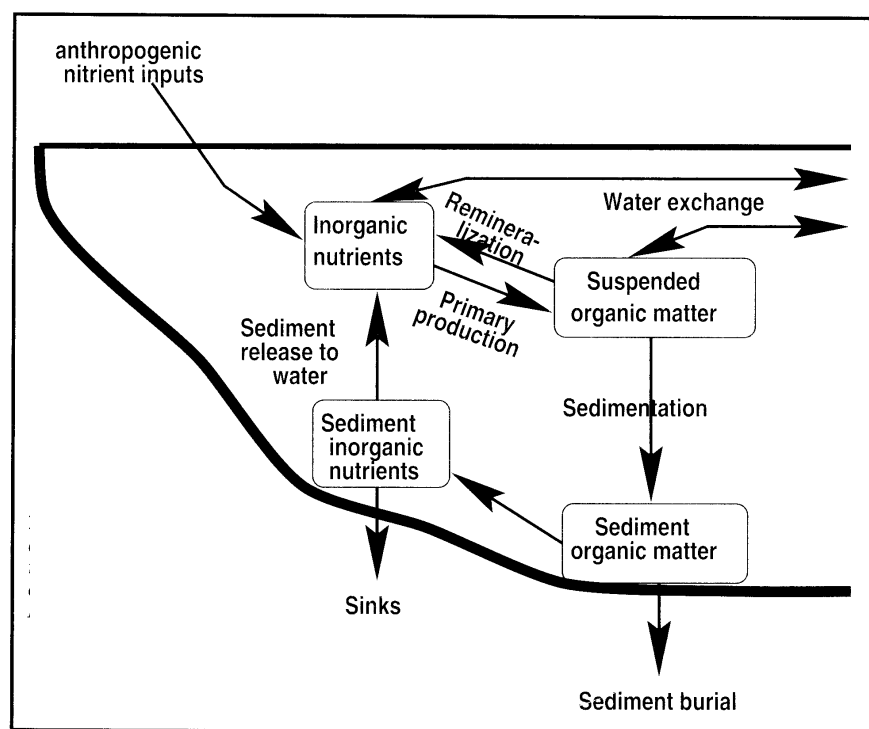 anthropogenic
nitrient inputs
Inorganic
nutrients
Reminera-
lization
Water exchange
Suspended
organic matter
Primary
production
Sediment
release to
water
Sedimentation
Sediment
inorganic
nutrients
Sediment
organic matter
Sinks
Sediment burial